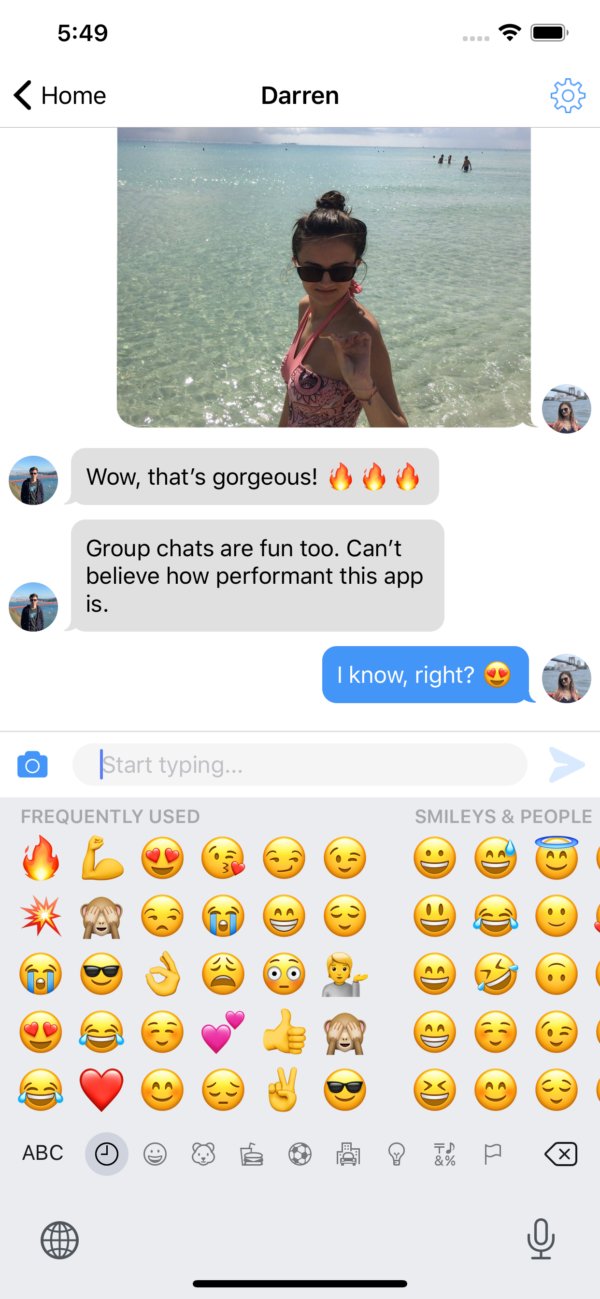 5:49
Home
Darren
Wow, that's gorgeous! 🔥 🔥 🔥
Group chats are fun too. Can't
believe how performant this app
is.
I know, right? 😍
Start typing...
FREQUENTLY USED
SMILEYS & PEOPLE
ABC